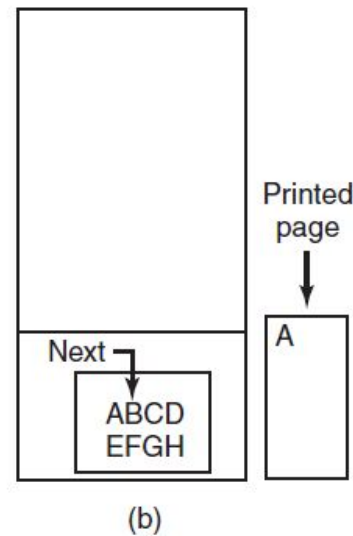 Printed
page
Next
A
ABCD
EFGH
(b)